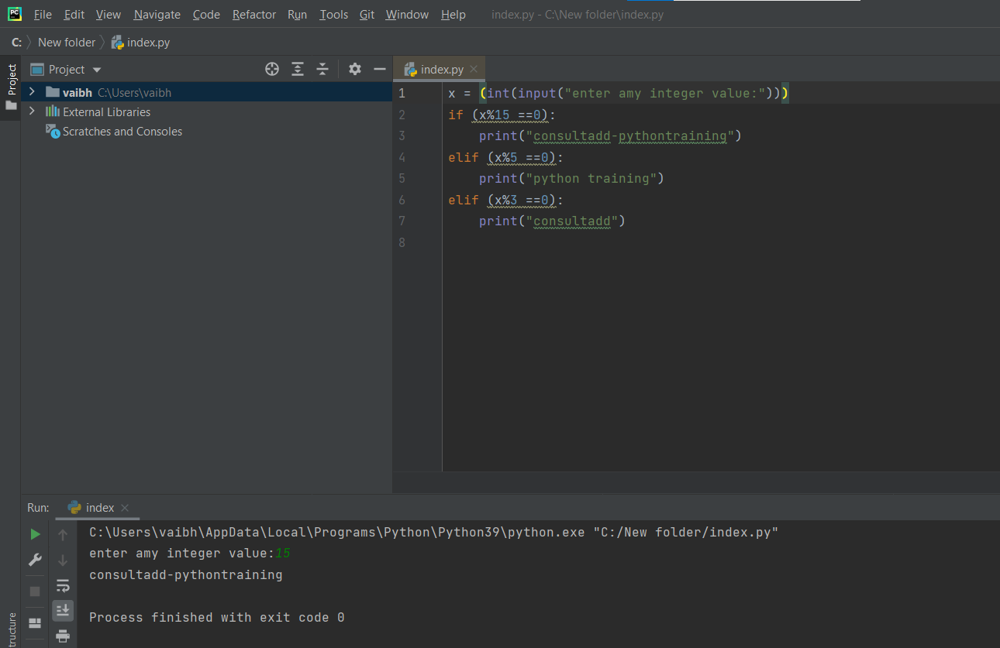 PC
File Edit View Navigate Code Refactor Run Tools Git Window Help index.py - C:\New folder\index.py
C: New folder index.py
Project
Project
index.py
vaibh C:\Users\vaibh
External Libraries
Scratches and Consoles
1 x = (int(input("enter amy integer value:")))
2 if (x%15 ==0):
3 print("consultadd-pythontraining")
4 elif (x%5 ==0):
5 print("python training")
6 elif (x%3 ==0):
7 print("consultadd")
8
Run: index
C:\Users\vaibh\AppData\Local\Programs\Python\Python39\python.exe "C:/New folder/index.py"
enter amy integer value:15
consultadd-pythontraining
Process finished with exit code 0
tructure